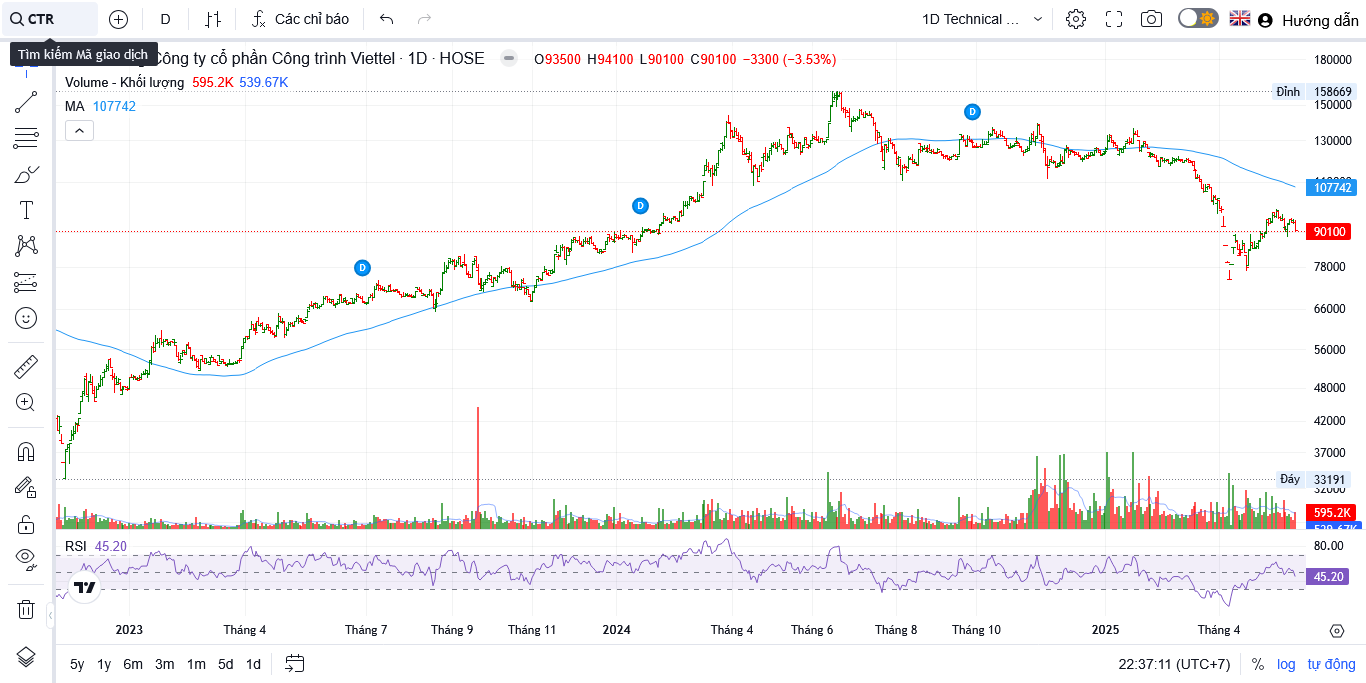 CTR
D
Các chỉ báo
1D Technical ...
Hướng dẫn
Tìm kiếm Mã giao dịch
Công ty cổ phần Công trình Viettel · 1D · HOSE
O93500 H94100 L90100 C90100 −3300 (−3.53%)
Volume - Khối lượng 595.2K 539.67K
MA 107742
180000
Đỉnh 158669
150000
130000
110000
107742
90100
78000
66000
56000
48000
42000
37000
Đáy 33191
32000
595.2K
539.67K
D
D
D
RSI 45.20
80.00
45.20
2023
Tháng 4
Tháng 7
Tháng 9
Tháng 11
2024
Tháng 4
Tháng 6
Tháng 8
Tháng 10
2025
Tháng 4
5y 1y 6m 3m 1m 5d 1d
22:37:11 (UTC+7) % log tự động